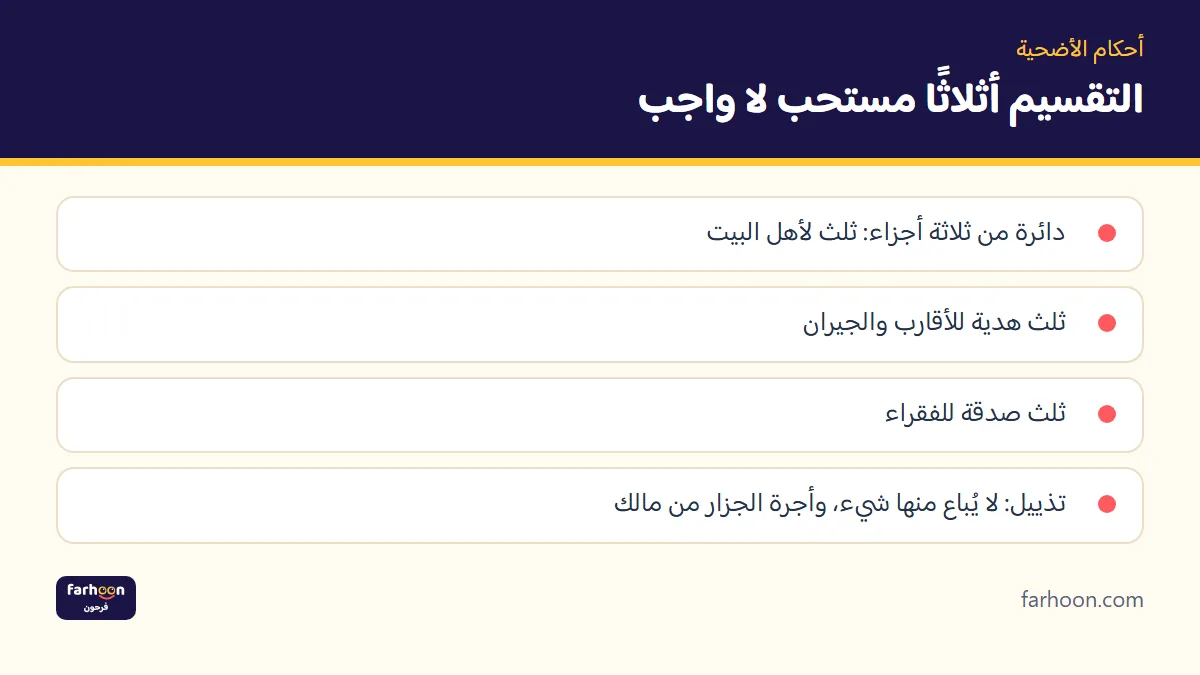 أحكام الأضحية
التقسيم أثلاثًا مستحب لا واجب
دائرة من ثلاثة أجزاء: ثلث لأهل البيت
ثلث هدية للأقارب والجيران
ثلث صدقة للفقراء
تذييل: لا يُباع منها شيء، وأجرة الجزار من مالك
farhoon.com
farhoon
فرحون